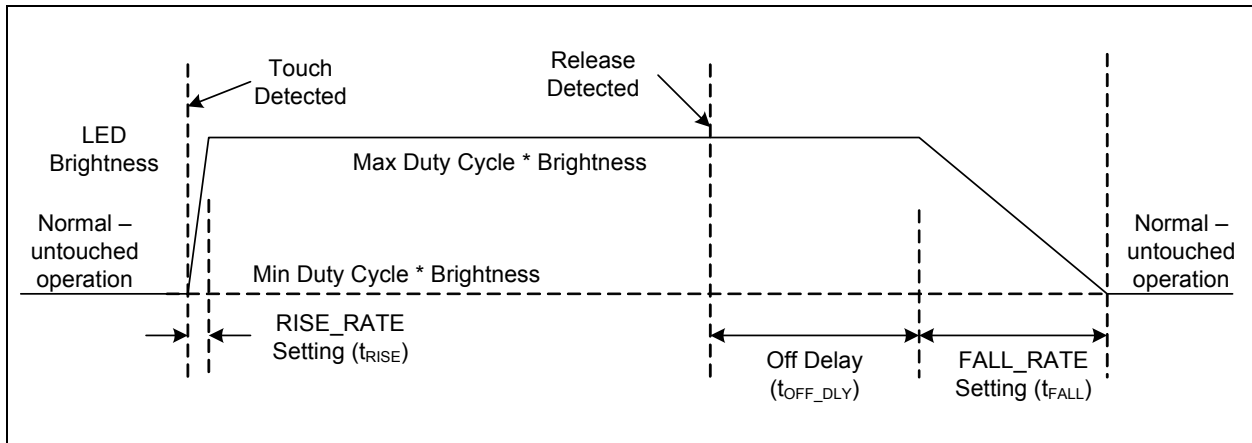 Touch
Detected
Release
Detected
LED
Brightness
Max Duty Cycle * Brightness
Normal –
untouched
operation
Min Duty Cycle * Brightness
Normal –
untouched
operation
RISE_RATE
Setting (tRISE)
Off Delay
(tOFF_DLY)
FALL_RATE
Setting (tFALL)